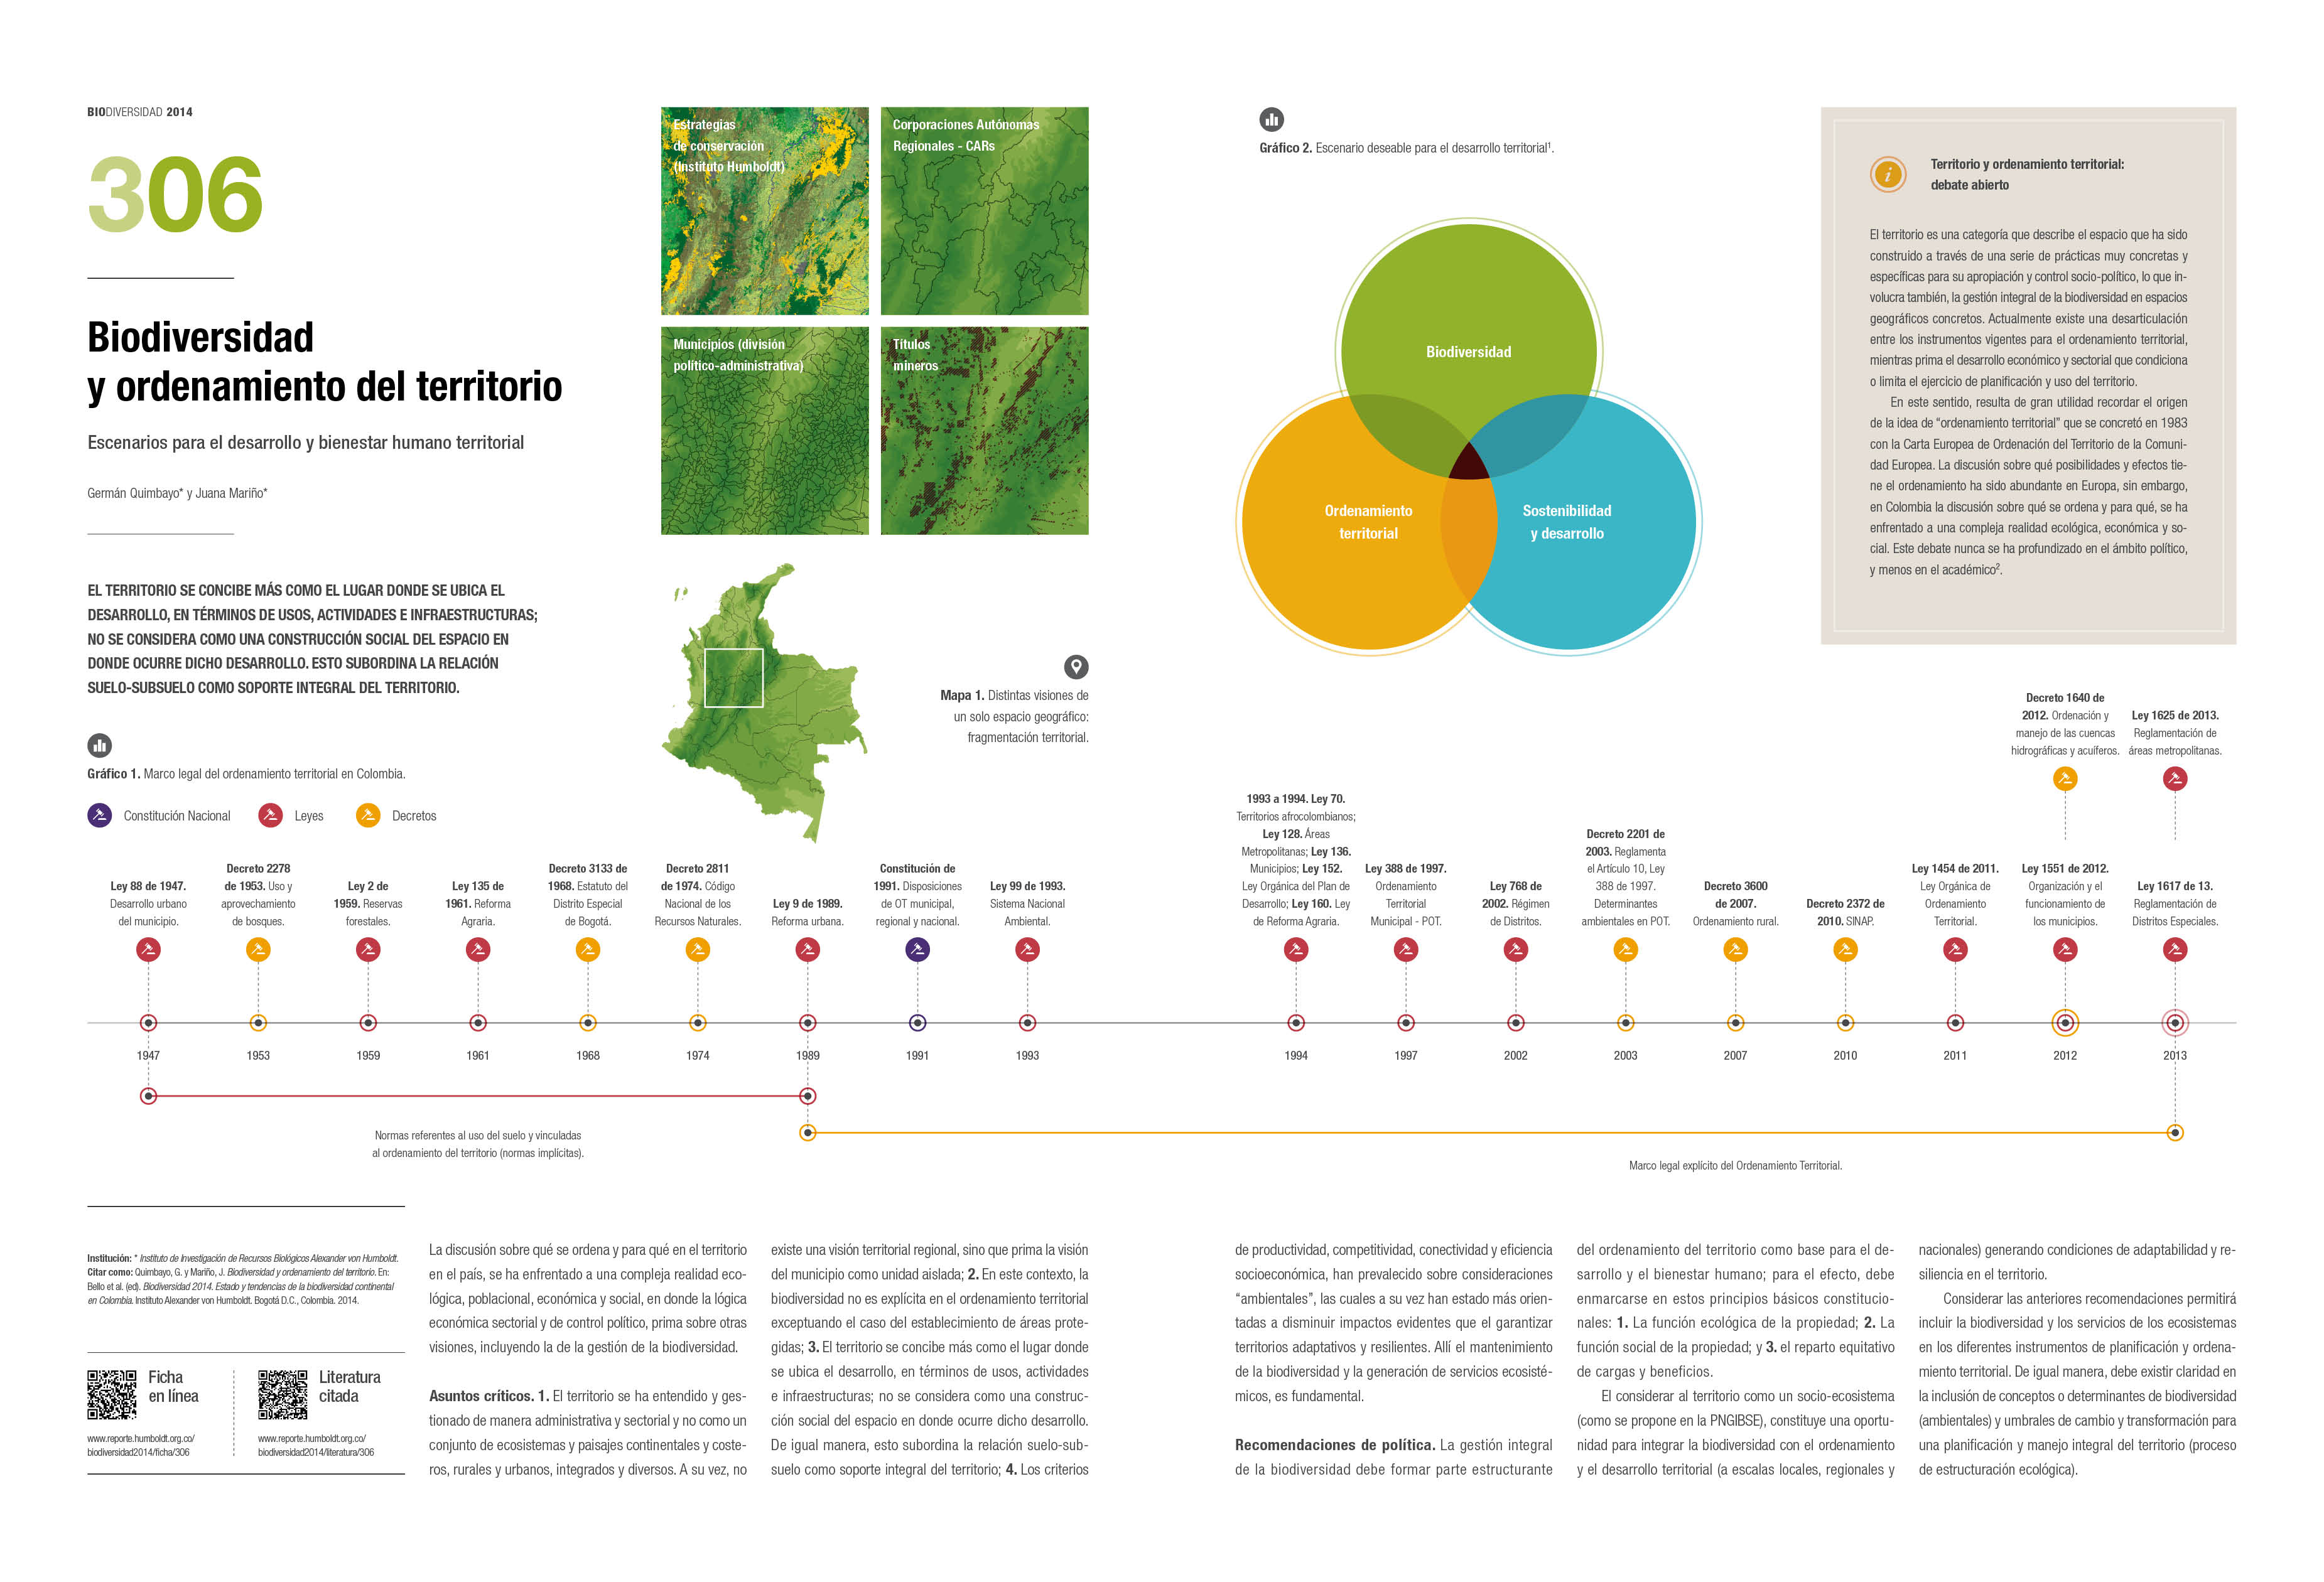 BIODIVERSIDAD 2014
306
Biodiversidad
y ordenamiento del territorio
Escenarios para el desarrollo y bienestar humano territorial
Germán Quimbayo* y Juana Mariño*
EL TERRITORIO SE CONCIBE MÁS COMO EL LUGAR DONDE SE UBICA EL
DESARROLLO, EN TÉRMINOS DE USOS, ACTIVIDADES E INFRAESTRUCTURAS;
NO SE CONSIDERA COMO UNA CONSTRUCCIÓN SOCIAL DEL ESPACIO EN
DONDE OCURRE DICHO DESARROLLO. ESTO SUBORDINA LA RELACIÓN
SUELO-SUBSUELO COMO SOPORTE INTEGRAL DEL TERRITORIO.
Estrategias
de conservación
(Instituto Humboldt)
Corporaciones Autónomas
Regionales - CARs
Municipios (división
político-administrativa)
Títulos
mineros
Mapa 1. Distintas visiones de
un solo espacio geográfico:
fragmentación territorial.
Gráfico 2. Escenario deseable para el desarrollo territorial¹.
Biodiversidad
Ordenamiento
territorial
Sostenibilidad
y desarrollo
Territorio y ordenamiento territorial:
debate abierto
El territorio es una categoría que describe el espacio que ha sido
construido a través de una serie de prácticas muy concretas y
específicas para su apropiación y control socio-político, lo que in-
volucra también, la gestión integral de la biodiversidad en espacios
geográficos concretos. Actualmente existe una desarticulación
entre los instrumentos vigentes para el ordenamiento territorial,
mientras prima el desarrollo económico y sectorial que condiciona
o limita el ejercicio de planificación y uso del territorio.
En este sentido, resulta de gran utilidad recordar el origen
de la idea de “ordenamiento territorial” que se concretó en 1983
con la Carta Europea de Ordenación del Territorio de la Comuni-
dad Europea. La discusión sobre qué posibilidades y efectos tie-
ne el ordenamiento ha sido abundante en Europa, sin embargo,
en Colombia la discusión sobre qué se ordena y para qué, se ha
enfrentado a una compleja realidad ecológica, económica y so-
cial. Este debate nunca se ha profundizado en el ámbito político,
y menos en el académico².
Gráfico 1. Marco legal del ordenamiento territorial en Colombia.
Constitución Nacional
Leyes
Decretos
Ley 88 de 1947.
Desarrollo urbano
del municipio.
Decreto 2278
de 1953. Uso y
aprovechamiento
de bosques.
Ley 2 de
1959. Reservas
forestales.
Ley 135 de
1961. Reforma
Agraria.
Decreto 3133 de
1968. Estatuto del
Distrito Especial
de Bogotá.
Decreto 2811
de 1974. Código
Nacional de los
Recursos Naturales.
Ley 9 de 1989.
Reforma urbana.
Constitución de
1991. Disposiciones
de OT municipal,
regional y nacional.
Ley 99 de 1993.
Sistema Nacional
Ambiental.
1993 a 1994. Ley 70.
Territorios afrocolombianos;
Ley 128. Áreas
Metropolitanas; Ley 136.
Municipios; Ley 152.
Ley Orgánica del Plan de
Desarrollo; Ley 160. Ley
de Reforma Agraria.
Ley 388 de 1997.
Ordenamiento
Territorial
Municipal - POT.
Ley 768 de
2002. Régimen
de Distritos.
Decreto 2201 de
2003. Reglamenta
el Artículo 10, Ley
388 de 1997.
Determinantes
ambientales en POT.
Decreto 3600
de 2007.
Ordenamiento rural.
Decreto 2372 de
2010. SINAP.
Ley 1454 de 2011.
Ley Orgánica de
Ordenamiento
Territorial.
Decreto 1640 de
2012. Ordenación y
manejo de las cuencas
hidrográficas y acuíferos.
Ley 1551 de 2012.
Organización y el
funcionamiento de
los municipios.
Ley 1625 de 2013.
Reglamentación de
áreas metropolitanas.
Ley 1617 de 13.
Reglamentación de
Distritos Especiales.
1947 1953 1959 1961 1968 1974 1989 1991 1993 1994 1997 2002 2003 2007 2010 2011 2012 2013
Normas referentes al uso del suelo y vinculadas
al ordenamiento del territorio (normas implícitas).
Marco legal explícito del Ordenamiento Territorial.
Institución: * Instituto de Investigación de Recursos Biológicos Alexander von Humboldt.
Citar como: Quimbayo, G. y Mariño, J. Biodiversidad y ordenamiento del territorio. En:
Bello et al. (ed). Biodiversidad 2014. Estado y tendencias de la biodiversidad continental
en Colombia. Instituto Alexander von Humboldt. Bogotá D.C., Colombia. 2014.
Ficha
en línea
www.reporte.humboldt.org.co/
biodiversidad2014/ficha/306
Literatura
citada
www.reporte.humboldt.org.co/
biodiversidad2014/literatura/306
La discusión sobre qué se ordena y para qué en el territorio
en el país, se ha enfrentado a una compleja realidad eco-
lógica, poblacional, económica y social, en donde la lógica
económica sectorial y de control político, prima sobre otras
visiones, incluyendo la de la gestión de la biodiversidad.
Asuntos críticos. 1. El territorio se ha entendido y ges-
tionado de manera administrativa y sectorial y no como un
conjunto de ecosistemas y paisajes continentales y coste-
ros, rurales y urbanos, integrados y diversos. A su vez, no
existe una visión territorial regional, sino que prima la visión
del municipio como unidad aislada; 2. En este contexto, la
biodiversidad no es explícita en el ordenamiento territorial
exceptuando el caso del establecimiento de áreas prote-
gidas; 3. El territorio se concibe más como el lugar donde
se ubica el desarrollo, en términos de usos, actividades
e infraestructuras; no se considera como una construc-
ción social del espacio en donde ocurre dicho desarrollo.
De igual manera, esto subordina la relación suelo-sub-
suelo como soporte integral del territorio; 4. Los criterios
de productividad, competitividad, conectividad y eficiencia
socioeconómica, han prevalecido sobre consideraciones
“ambientales”, las cuales a su vez han estado más orien-
tadas a disminuir impactos evidentes que el garantizar
territorios adaptativos y resilientes. Allí el mantenimiento
de la biodiversidad y la generación de servicios ecosisté-
micos, es fundamental.
Recomendaciones de política. La gestión integral
de la biodiversidad debe formar parte estructurante
del ordenamiento del territorio como base para el de-
sarrollo y el bienestar humano; para el efecto, debe
enmarcarse en estos principios básicos constitucio-
nales: 1. La función ecológica de la propiedad; 2. La
función social de la propiedad; y 3. el reparto equitativo
de cargas y beneficios.
El considerar al territorio como un socio-ecosistema
(como se propone en la PNGIBSE), constituye una oportu-
nidad para integrar la biodiversidad con el ordenamiento
y el desarrollo territorial (a escalas locales, regionales y
nacionales) generando condiciones de adaptabilidad y re-
siliencia en el territorio.
Considerar las anteriores recomendaciones permitirá
incluir la biodiversidad y los servicios de los ecosistemas
en los diferentes instrumentos de planificación y ordena-
miento territorial. De igual manera, debe existir claridad en
la inclusión de conceptos o determinantes de biodiversidad
(ambientales) y umbrales de cambio y transformación para
una planificación y manejo integral del territorio (proceso
de estructuración ecológica).